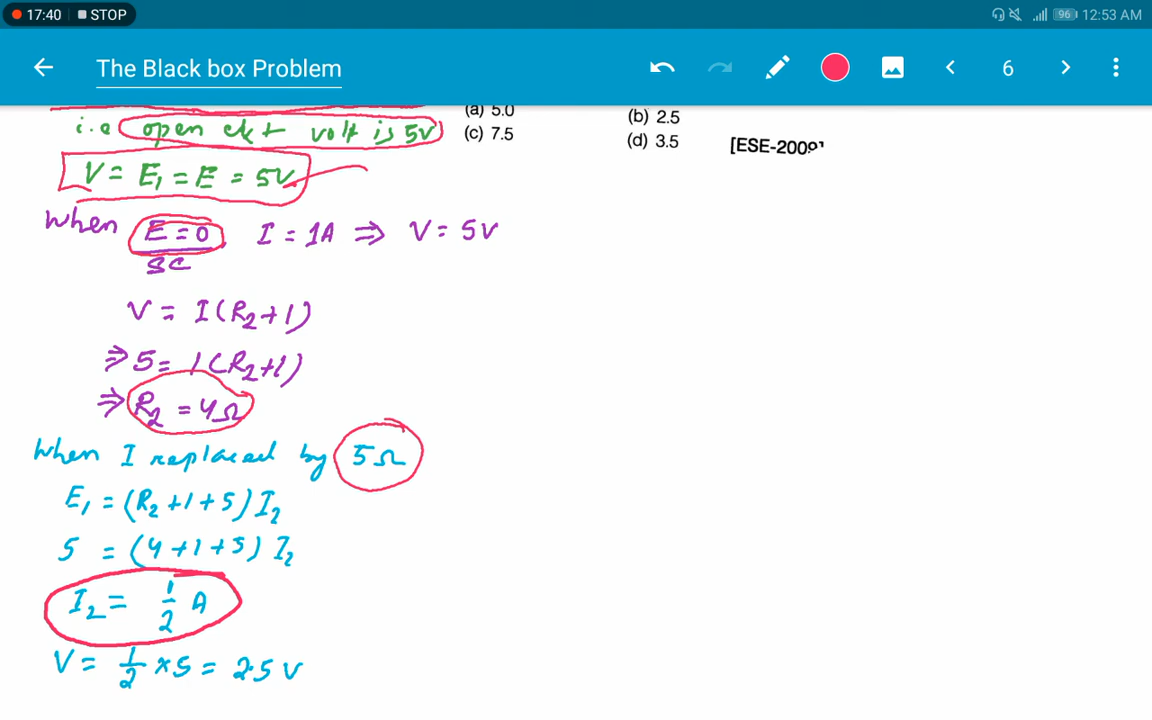 17:40 STOP
96 12:53 AM
The Black box Problem
6
i.e open ckt volt is 5V
(a) 5.0
(b) 2.5
(c) 7.5
(d) 3.5
[ESE-2009]
V = E₁ = E = 5V
When E = 0 I = 1A ⇒ V = 5V
SC
V = I(R₂+1)
⇒ 5 = 1(R₂+1)
⇒ R₂ = 4Ω
When I replaced by 5Ω
E₁ = (R₂+1+5) I₂
5 = (4+1+5) I₂
I₂ = 1/2 A
V = 1/2 × 5 = 2.5 V